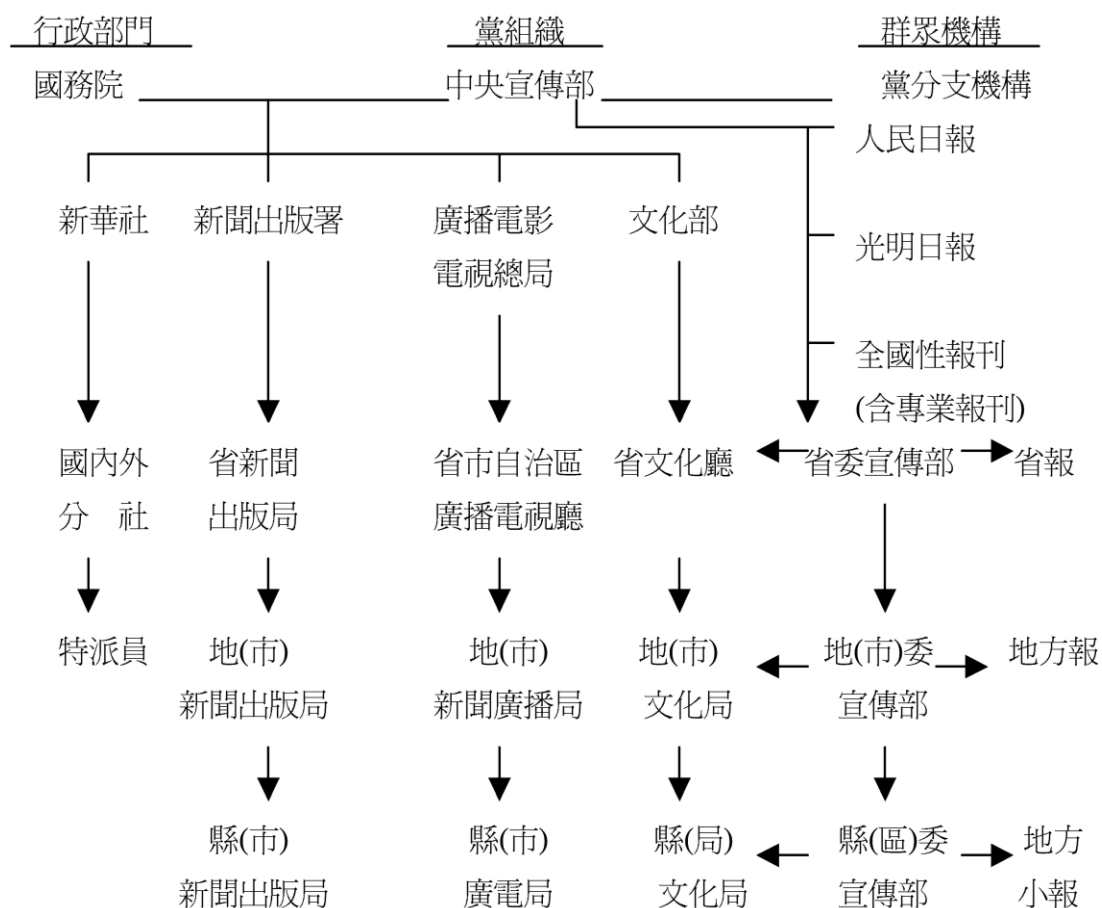 行政部門 黨組織 群眾機構
國務院 中央宣傳部 黨分支機構
人民日報
新華社 新聞出版署 廣播電影 文化部
電視總局
光明日報
全國性報刊
(含專業報刊)
國內外 省新聞 省市自治區 省文化廳 省委宣傳部 省報
分 社 出版局 廣播電視廳
特派員 地(市) 地(市) 地(市) 地(市)委 地方報
新聞出版局 新聞廣播局 文化局 宣傳部
縣(市) 縣(市) 縣(局) 縣(區)委 地方
新聞出版局 廣電局 文化局 宣傳部 小報